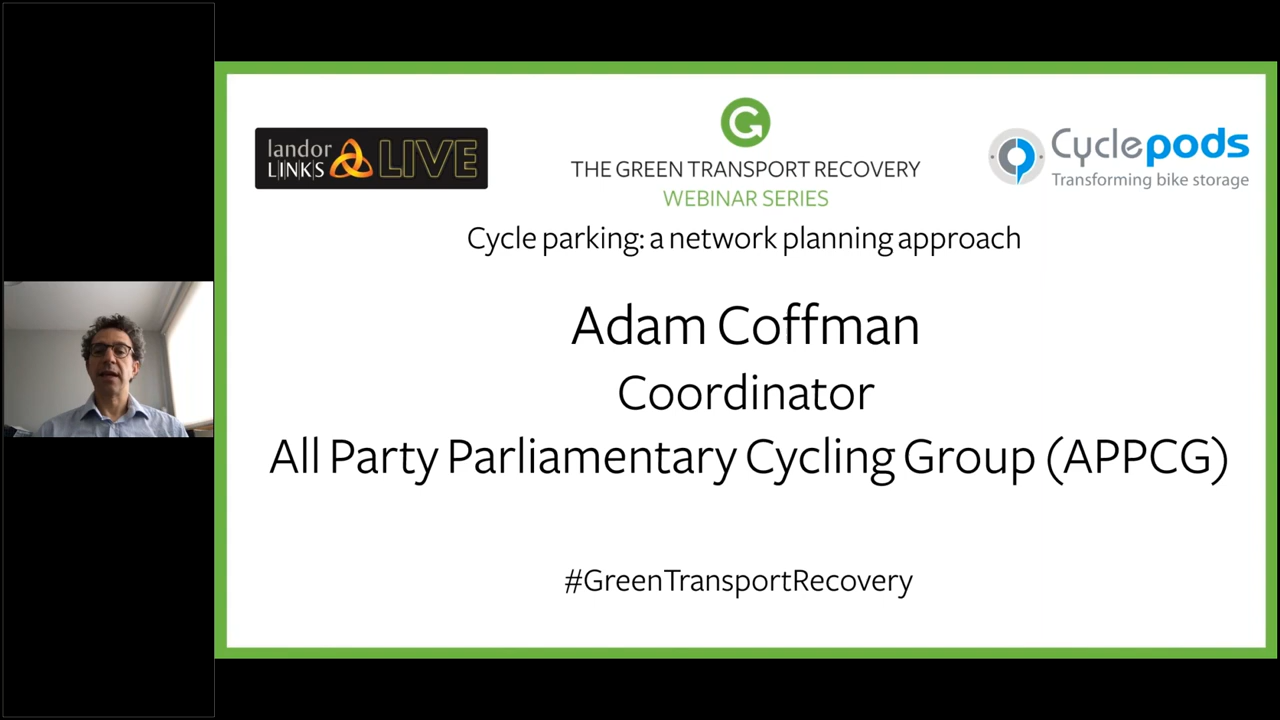 landor
LINKS LIVE
G
THE GREEN TRANSPORT RECOVERY
WEBINAR SERIES
Cyclepods
Transforming bike storage
Cycle parking: a network planning approach
Adam Coffman
Coordinator
All Party Parliamentary Cycling Group (APPCG)
#GreenTransportRecovery